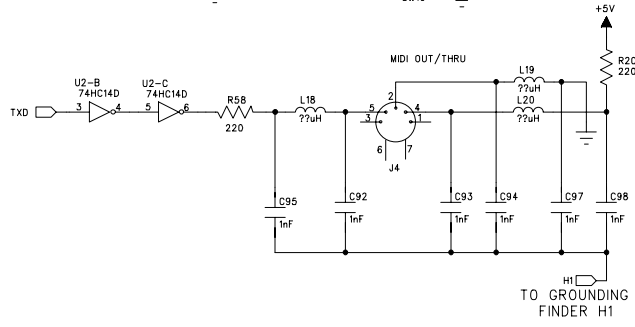 +5V
R20
220
MIDI OUT/THRU
U2-B
74HC14D
U2-C
74HC14D
L19
??uH
TXD
3
4
5
6
R58
220
L18
??uH
5
2
4
3
1
6
7
J4
L20
??uH
C95
1nF
C92
1nF
C93
1nF
C94
1nF
C97
1nF
C98
1nF
H1
TO GROUNDING
FINDER H1